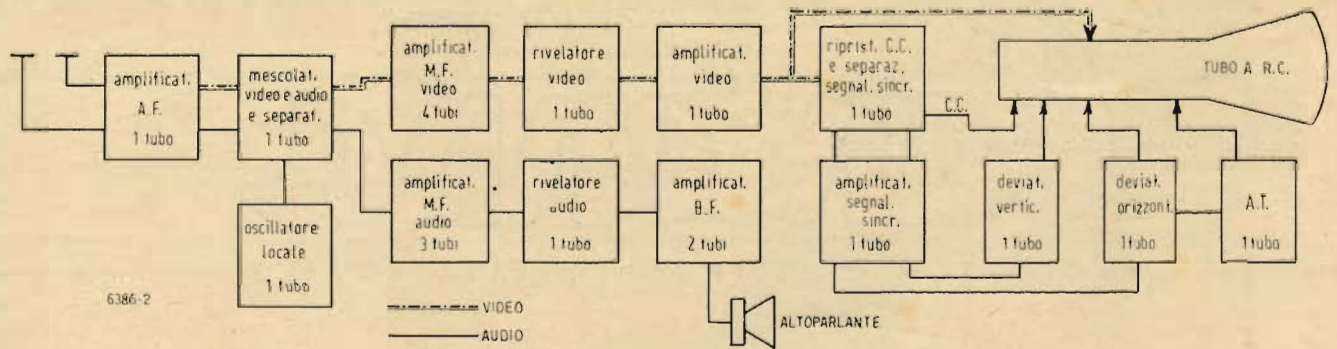 amplificat.
A.F.
1 tubo
mescolat.
video e audio
e separat.
1 tubo
oscillatore
locale
1 tubo
amplificat.
M.F.
video
4 tubi
rivelatore
video
1 tubo
amplificat.
video
1 tubo
riprist. C.C.
e separaz.
segnal. sincr.
1 tubo
C.C.
TUBO A R.C.
amplificat.
M.F.
audio
3 tubi
rivelatore
audio
1 tubo
amplificat.
B.F.
2 tubi
amplificat.
segnal.
sincr.
1 tubo
deviat.
vertic.
1 tubo
deviat.
orizzont.
1 tubo
A.T.
1 tubo
6386-2
VIDEO
AUDIO
ALTOPARLANTE